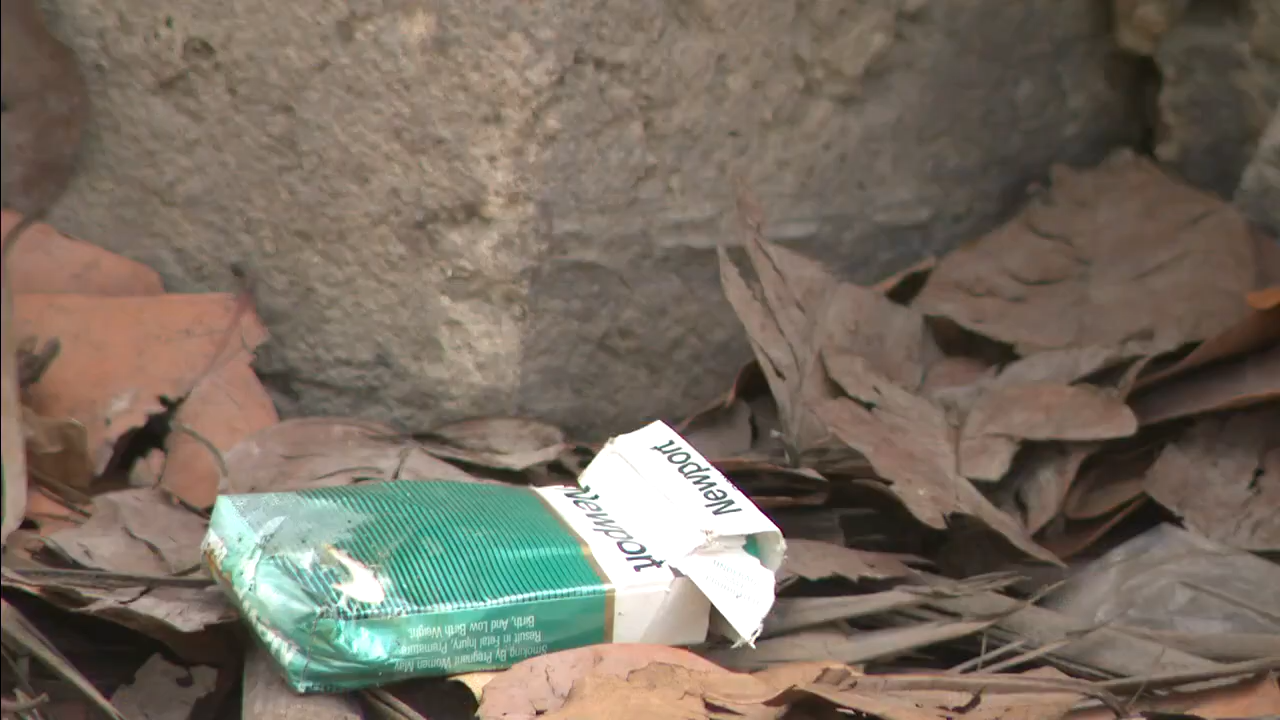 Newport
Newport
Smoking By Pregnant Women May
Result in Fetal Injury, Premature
Birth, And Low Birth Weight.